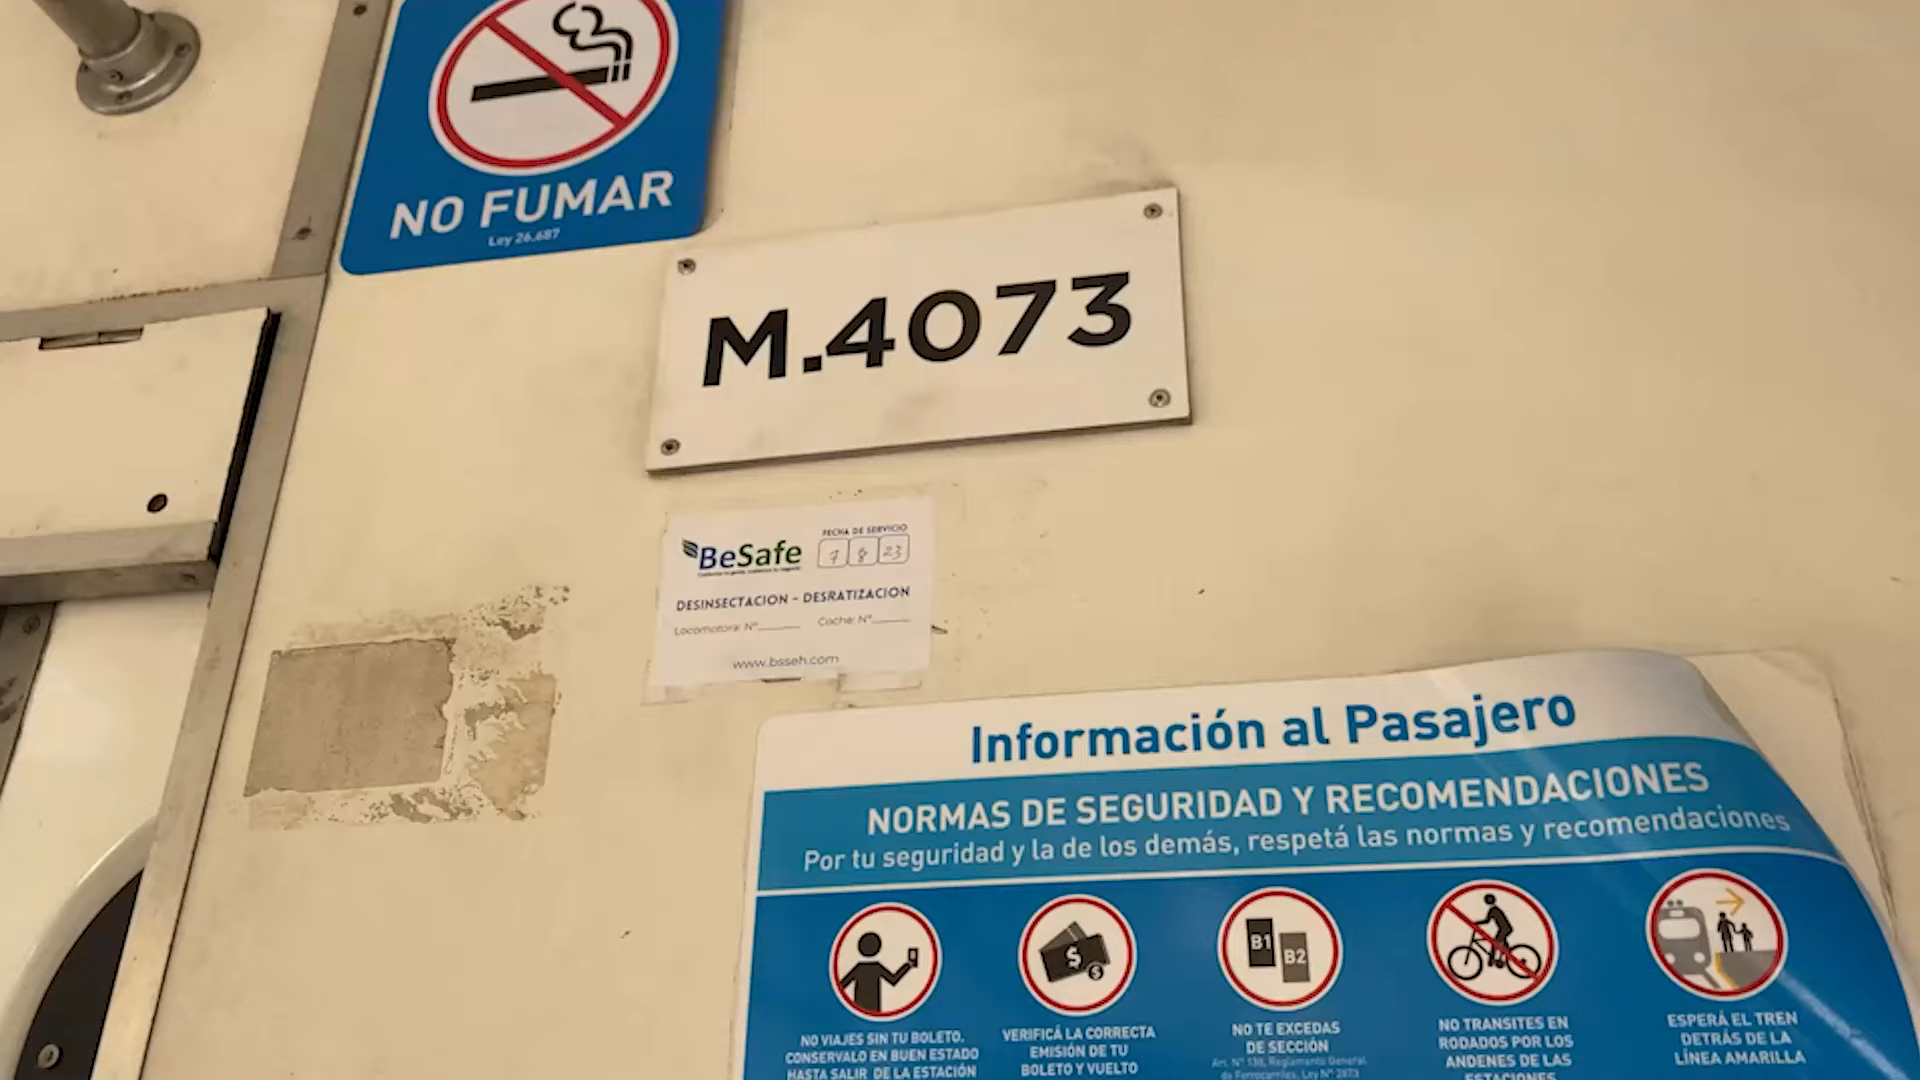 NO FUMAR
Ley 26.687
M.4073
BeSafe
FECHA DE SERVICIO
7 8 23
DESINSECTACION - DESRATIZACION
Locomotora: Nº______ Coche: Nº______
www.bsseh.com
Información al Pasajero
NORMAS DE SEGURIDAD Y RECOMENDACIONES
Por tu seguridad y la de los demás, respetá las normas y recomendaciones
$
$
B1
B2
NO VIAJES SIN TU BOLETO.
CONSERVALO EN BUEN ESTADO
HASTA SALIR DE LA ESTACIÓN
VERIFICÁ LA CORRECTA
EMISIÓN DE TU
BOLETO Y VUELTO
NO TE EXCEDAS
DE SECCIÓN
Art. Nº 138, Reglamento General
de Ferrocarriles, Ley Nº 2873
NO TRANSITES EN
RODADOS POR LOS
ANDENES DE LAS
ESTACIONES
ESPERÁ EL TREN
DETRÁS DE LA
LÍNEA AMARILLA